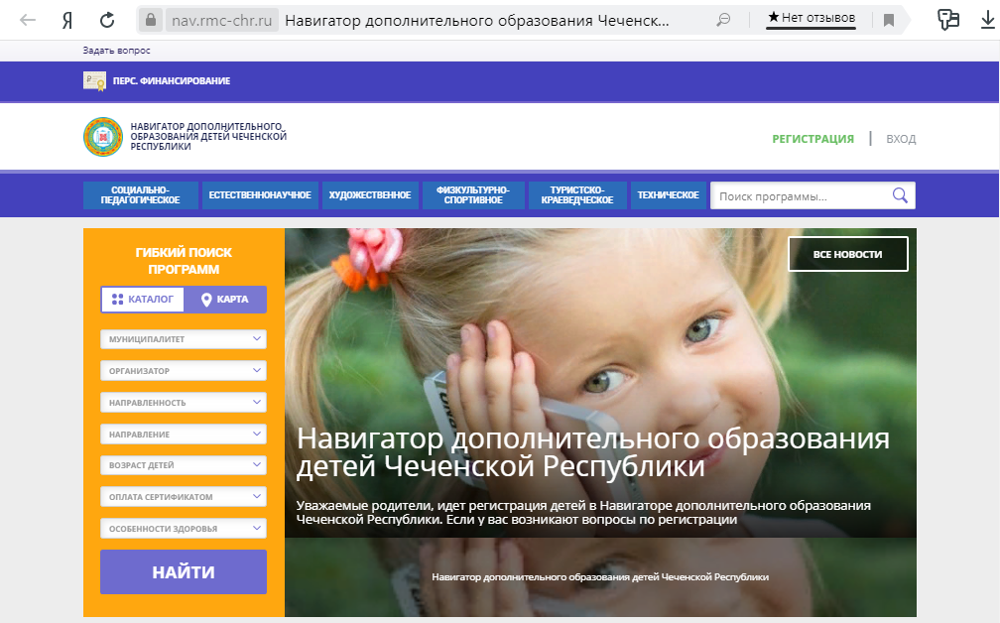 Я
nav.rmc-chr.ru Навигатор дополнительного образования Чеченск... ★ Нет отзывов
Задать вопрос
ПЕРС. ФИНАНСИРОВАНИЕ
НАВИГАТОР ДОПОЛНИТЕЛЬНОГО
ОБРАЗОВАНИЯ ДЕТЕЙ ЧЕЧЕНСКОЙ
РЕСПУБЛИКИ
РЕГИСТРАЦИЯ | ВХОД
СОЦИАЛЬНО-
ПЕДАГОГИЧЕСКОЕ
ЕСТЕСТВЕННОНАУЧНОЕ
ХУДОЖЕСТВЕННОЕ
ФИЗКУЛЬТУРНО-
СПОРТИВНОЕ
ТУРИСТСКО-
КРАЕВЕДЧЕСКОЕ
ТЕХНИЧЕСКОЕ
Поиск программы...
ГИБКИЙ ПОИСК
ПРОГРАММ
КАТАЛОГ
КАРТА
МУНИЦИПАЛИТЕТ
ОРГАНИЗАТОР
НАПРАВЛЕННОСТЬ
НАПРАВЛЕНИЕ
ВОЗРАСТ ДЕТЕЙ
ОПЛАТА СЕРТИФИКАТОМ
ОСОБЕННОСТИ ЗДОРОВЬЯ
НАЙТИ
ВСЕ НОВОСТИ
Навигатор дополнительного образования
детей Чеченской Республики
Уважаемые родители, идет регистрация детей в Навигаторе дополнительного образования
Чеченской Республики. Если у вас возникают вопросы по регистрации
Навигатор дополнительного образования детей Чеченской Республики